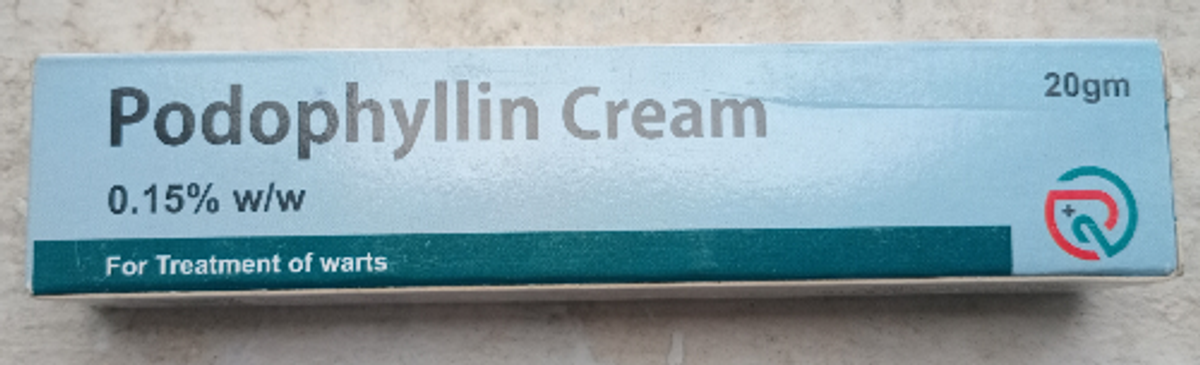 Podophyllin Cream
20gm
0.15% w/w
For Treatment of warts